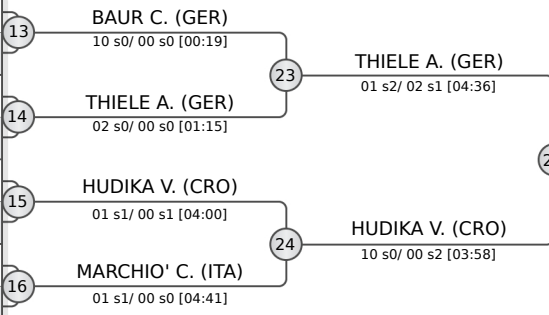 BAUR C. (GER)
13
10 s0/ 00 s0 [00:19]
THIELE A. (GER)
23
01 s2/ 02 s1 [04:36]
THIELE A. (GER)
14
02 s0/ 00 s0 [01:15]
HUDIKA V. (CRO)
15
01 s1/ 00 s1 [04:00]
HUDIKA V. (CRO)
24
10 s0/ 00 s2 [03:58]
MARCHIO' C. (ITA)
16
01 s1/ 00 s0 [04:41]